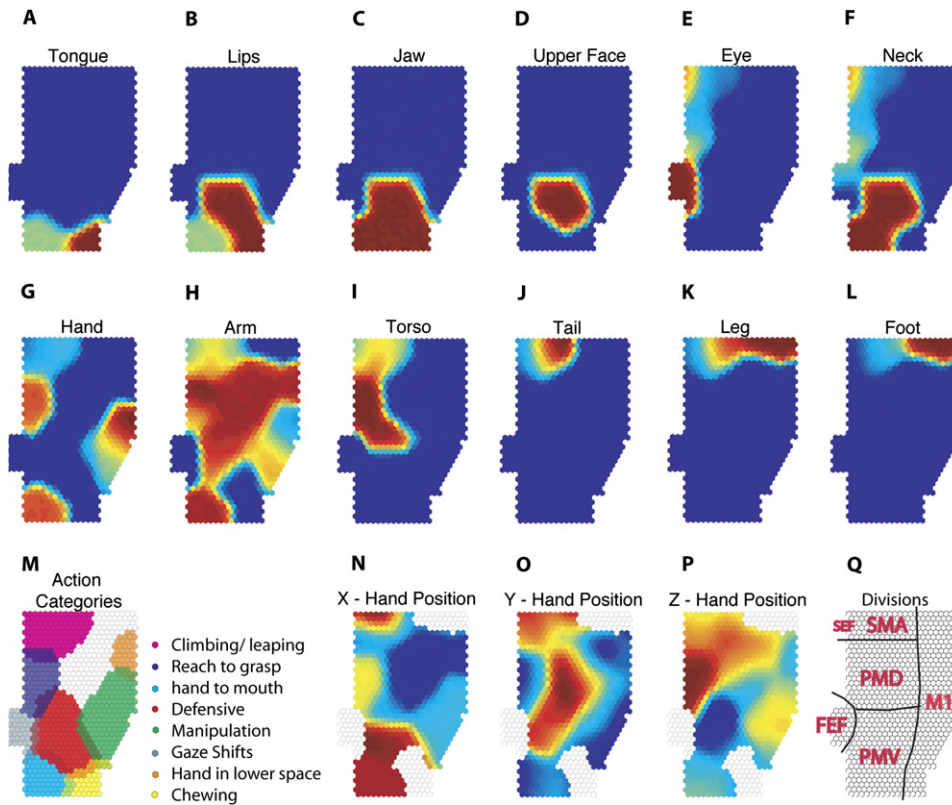 A B C D E F
Tongue Lips Jaw Upper Face Eye Neck
G H I J K L
Hand Arm Torso Tail Leg Foot
M N O P Q
Action
Categories
X - Hand Position Y - Hand Position Z - Hand Position Divisions
Climbing/ leaping
Reach to grasp
hand to mouth
Defensive
Manipulation
Gaze Shifts
Hand in lower space
Chewing
SEF SMA
PMD
M1
FEF
PMV